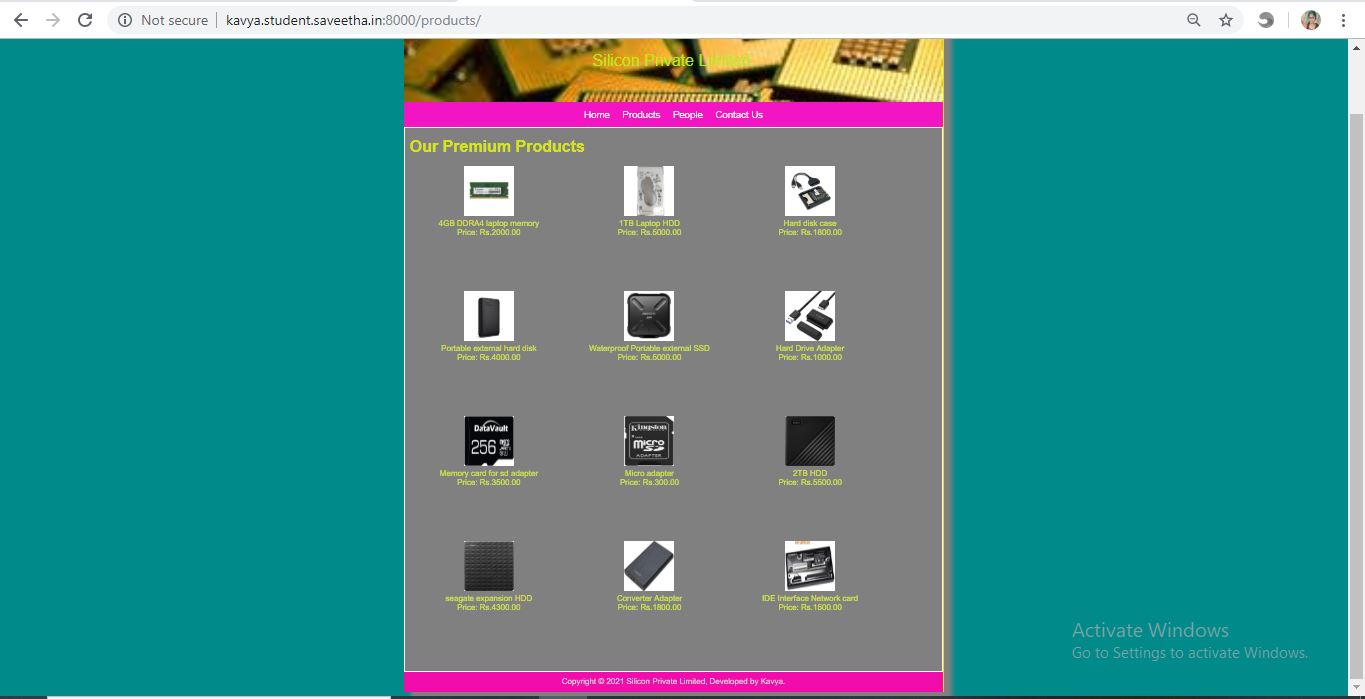 Not secure | kavya.student.saveetha.in:8000/products/
Silicon Private Limited
Home Products People Contact Us
Our Premium Products
4GB DDRA4 laptop memory
Price: Rs.2000.00
1TB Laptop HDD
Price: Rs.5000.00
Hard disk case
Price: Rs.1800.00
Portable external hard disk
Price: Rs.4000.00
Waterproof Portable external SSD
Price: Rs.5000.00
Hard Drive Adapter
Price: Rs.1000.00
DataVault
256
Memory card for sd adapter
Price: Rs.3500.00
Kingston
micro
SD
ADAPTER
Micro adapter
Price: Rs.300.00
2TB HDD
Price: Rs.5500.00
seagate expansion HDD
Price: Rs.4300.00
Converter Adapter
Price: Rs.1800.00
IDE Interface Network card
Price: Rs.1500.00
Activate Windows
Go to Settings to activate Windows.
Copyright © 2021 Silicon Private Limited, Developed by Kavya.